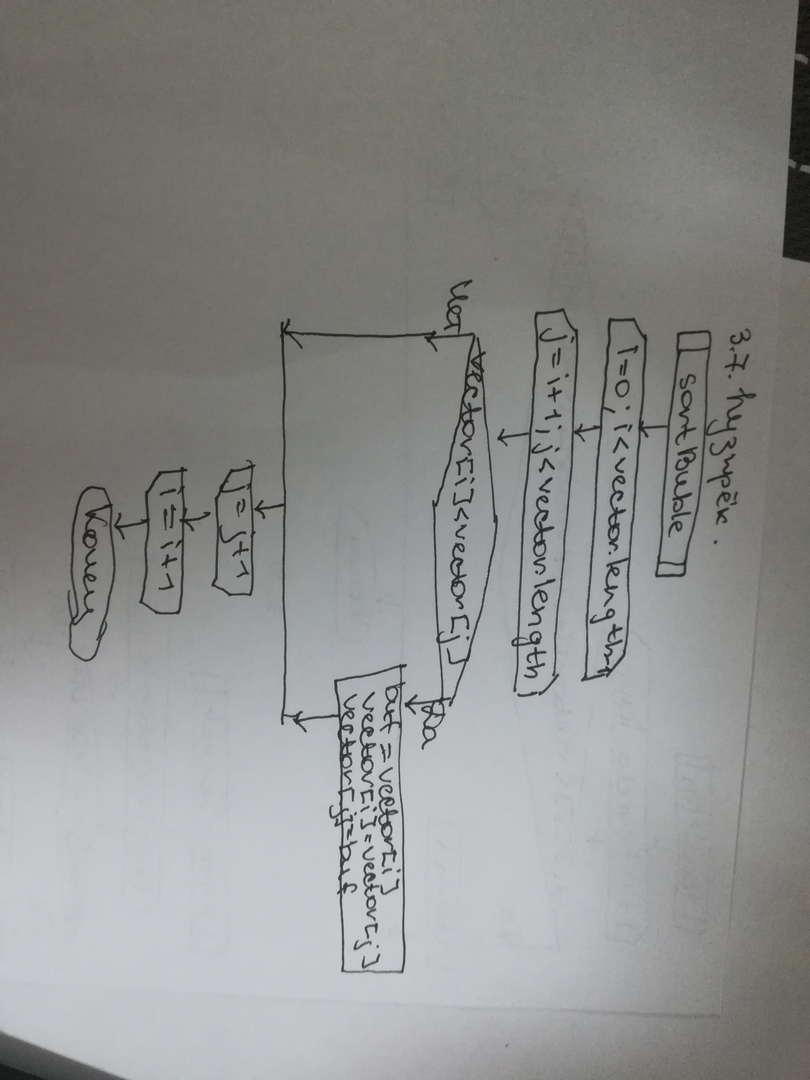 3.7. Пузырёк.
sortBuble
i=0; i<vector.length-1
j=i+1; j<vector.length
vector[i]<vector[j]
Нет
Да
buf = vector[i]
vector[i]=vector[j]
vector[j]=buf
j = j+1
i = i+1
Конец